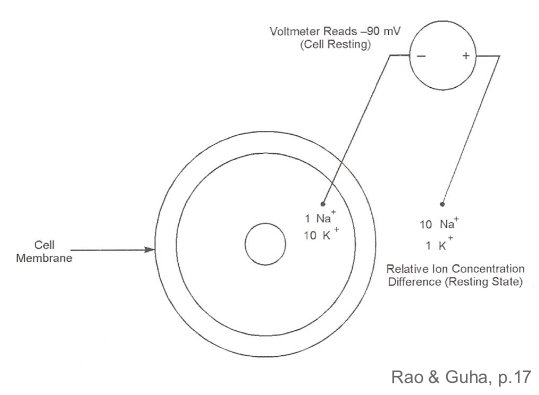 Voltmeter Reads –90 mV
(Cell Resting)
− +
1 Na+
10 K +
10 Na+
1 K+
Cell
Membrane
Relative Ion Concentration
Difference (Resting State)
Rao & Guha, p.17